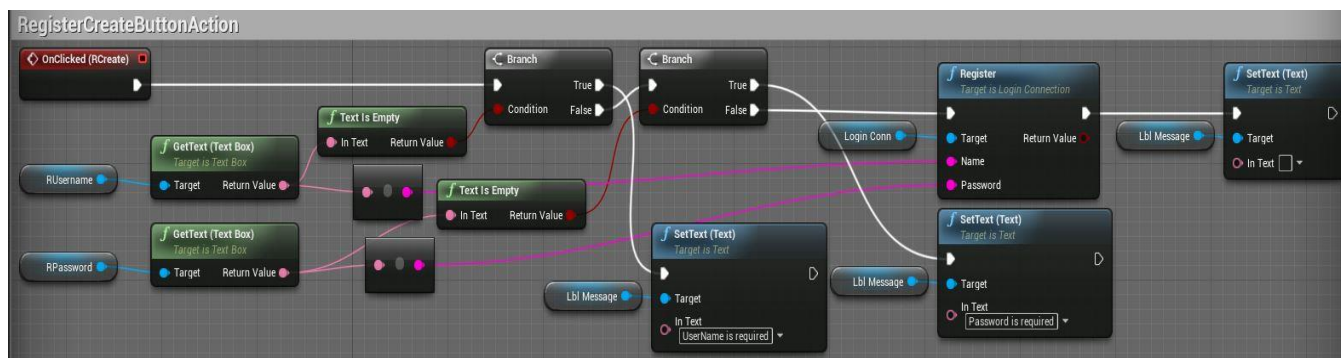 RegisterCreateButtonAction
OnClicked (RCreate)
Branch
True
Condition
False
Branch
True
Condition
False
f Register
Target is Login Connection
Target
Return Value
Name
Password
f SetText (Text)
Target is Text
Target
In Text
Login Conn
Lbl Message
f Text Is Empty
In Text
Return Value
f GetText (Text Box)
Target is Text Box
Target
Return Value
RUsername
f Text Is Empty
In Text
Return Value
f GetText (Text Box)
Target is Text Box
Target
Return Value
RPassword
f SetText (Text)
Target is Text
Target
In Text
UserName is required
Lbl Message
f SetText (Text)
Target is Text
Target
In Text
Password is required
Lbl Message